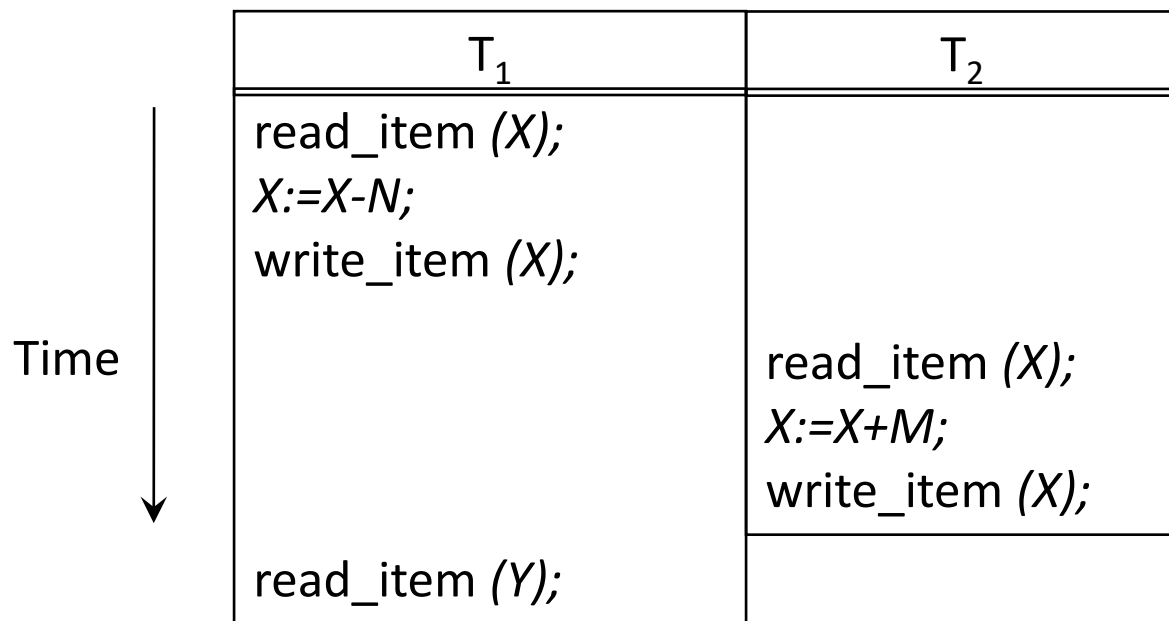 T₁
T₂
read_item (X);
X:=X-N;
write_item (X);
Time
read_item (X);
X:=X+M;
write_item (X);
read_item (Y);